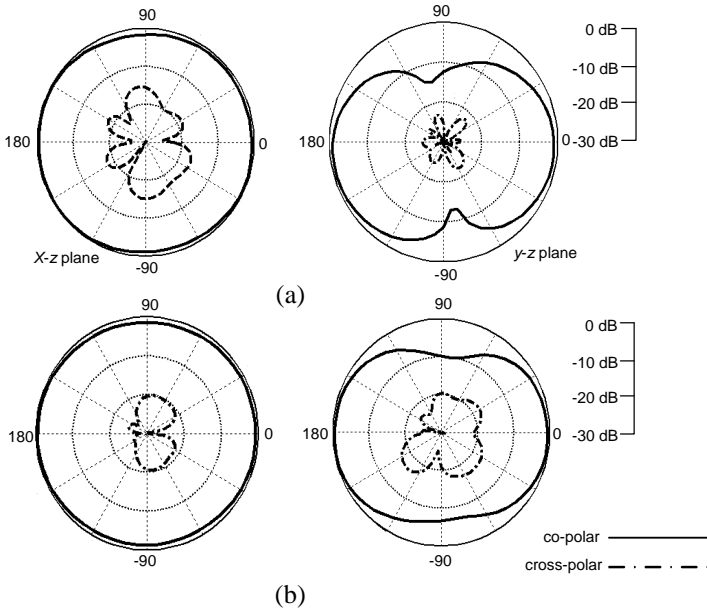 90
90
0 dB
-10 dB
-20 dB
-30 dB
180
0
180
0
X-z plane
y-z plane
-90
-90
(a)
90
90
0 dB
-10 dB
-20 dB
-30 dB
180
0
180
0
-90
-90
co-polar
cross-polar
(b)